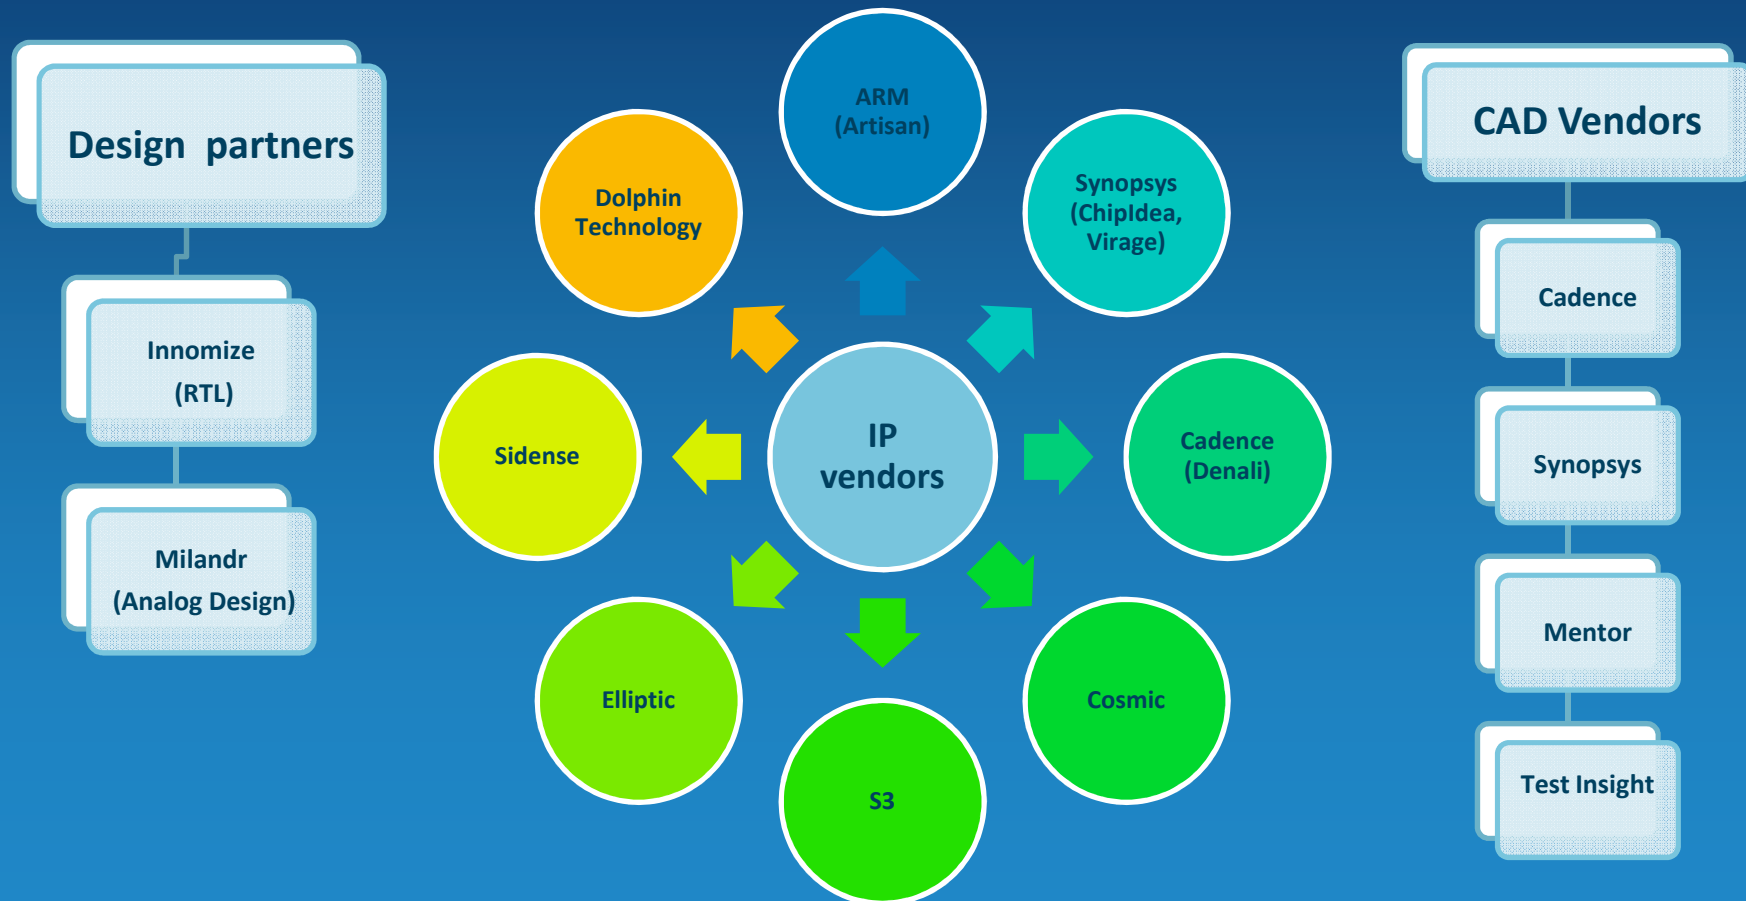 Design partners
Innomize
(RTL)
Milandr
(Analog Design)
ARM
(Artisan)
Synopsys
(ChipIdea,
Virage)
Cadence
(Denali)
Cosmic
S3
Elliptic
Sidense
Dolphin
Technology
IP
vendors
CAD Vendors
Cadence
Synopsys
Mentor
Test Insight